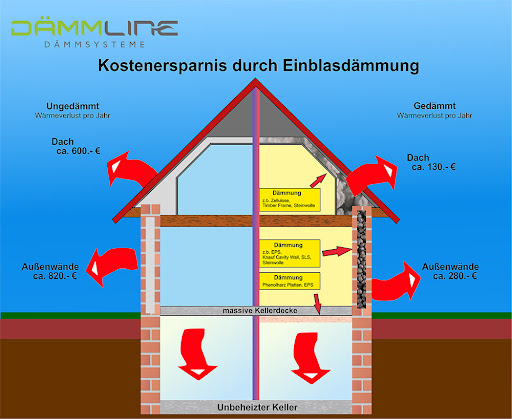 DÄMMLINE
DÄMMSYSTEME
Kostenersparnis durch Einblasdämmung
Ungedämmt
Wärmeverlust pro Jahr
Gedämmt
Wärmeverlust pro Jahr
Dach
ca. 600.- €
Dach
ca. 130.- €
Dämmung
z.b. Zellulose,
Timber Frame, Steinwolle
Dämmung
z.b. EPS,
Knauf Cavity Wall, SLS,
Steinwolle
Außenwände
ca. 820.- €
Außenwände
ca. 280.- €
Dämmung
Phenolharz Platten, EPS
massive Kellerdecke
Unbeheizter Keller